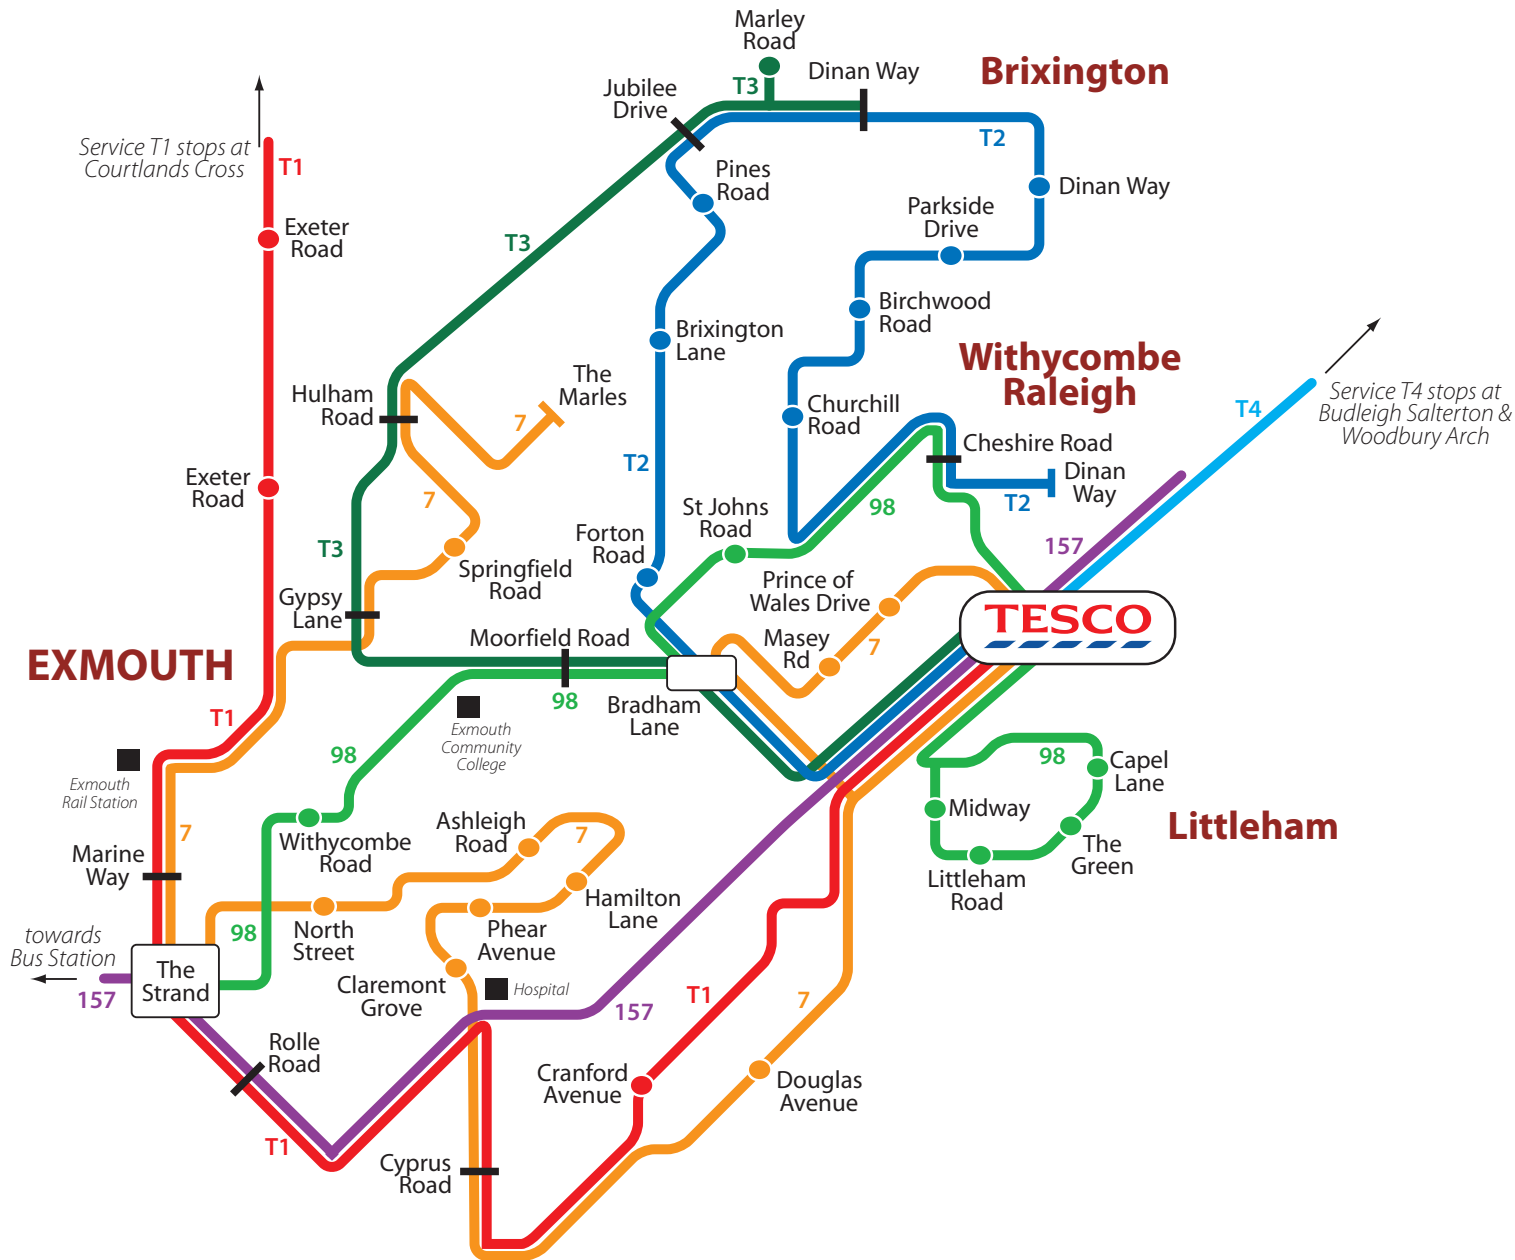 Marley
Road
Brixington
Dinan Way
T3
Jubilee
Drive
T2
Service T1 stops at
Courtlands Cross
T1
Pines
Road
Dinan Way
Parkside
Drive
Exeter
Road
T3
Birchwood
Road
Brixington
Lane
Withycombe
Raleigh
The
Marles
Service T4 stops at
Budleigh Salterton &
Woodbury Arch
T4
Hulham
Road
7
Churchill
Road
Cheshire Road
T2
Dinan
Way
Exeter
Road
7
St Johns
Road
98
T2
T3
Forton
Road
157
Springfield
Road
Prince of
Wales Drive
Gypsy
Lane
TESCO
Moorfield Road
Masey
Rd
7
EXMOUTH
98
Bradham
Lane
T1
Exmouth
Community
College
98
98
Capel
Lane
Exmouth
Rail Station
Midway
Littleham
7
Ashleigh
Road
7
Withycombe
Road
The
Green
Marine
Way
Littleham
Road
Hamilton
Lane
98
North
Street
Phear
Avenue
towards
Bus Station
The
Strand
157
Claremont
Grove
Hospital
157
T1
7
Rolle
Road
Cranford
Avenue
Douglas
Avenue
T1
Cyprus
Road